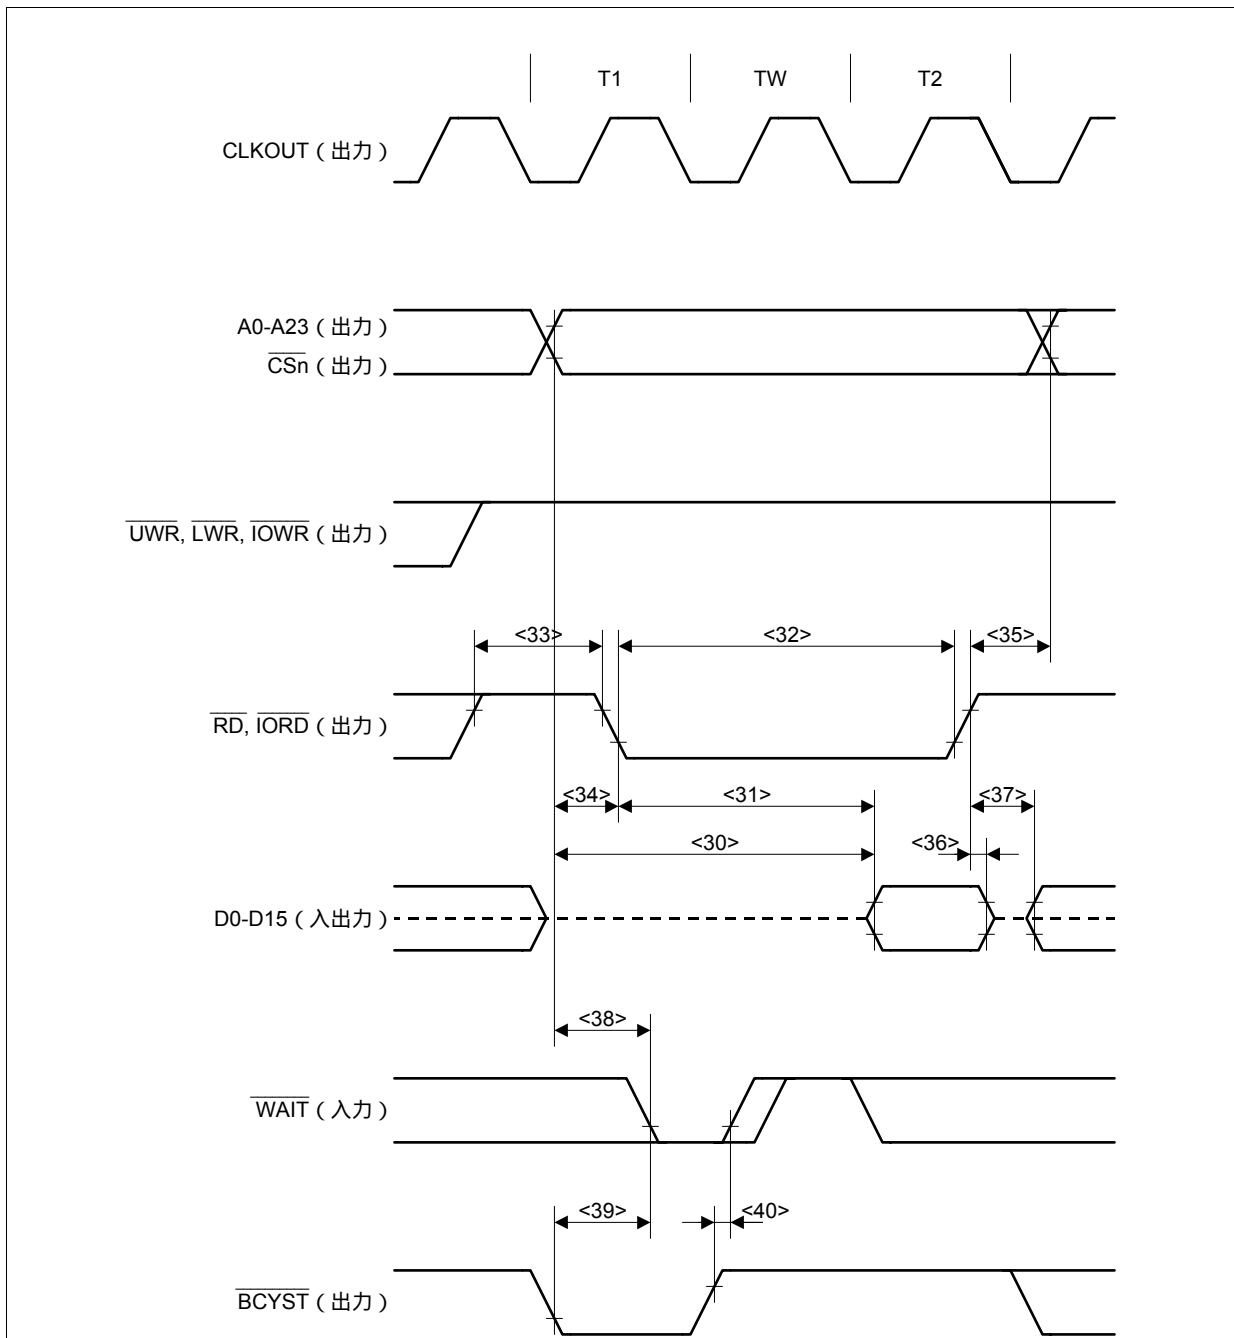 T1 TW T2
CLKOUT（出力）
A0-A23（出力）
CSn（出力）
UWR, LWR, IOWR（出力）
<33> <32> <35>
RD, IORD（出力）
<34> <31> <37>
<30> <36>
D0-D15（入出力）
<38>
WAIT（入力）
<39> <40>
BCYST（出力）